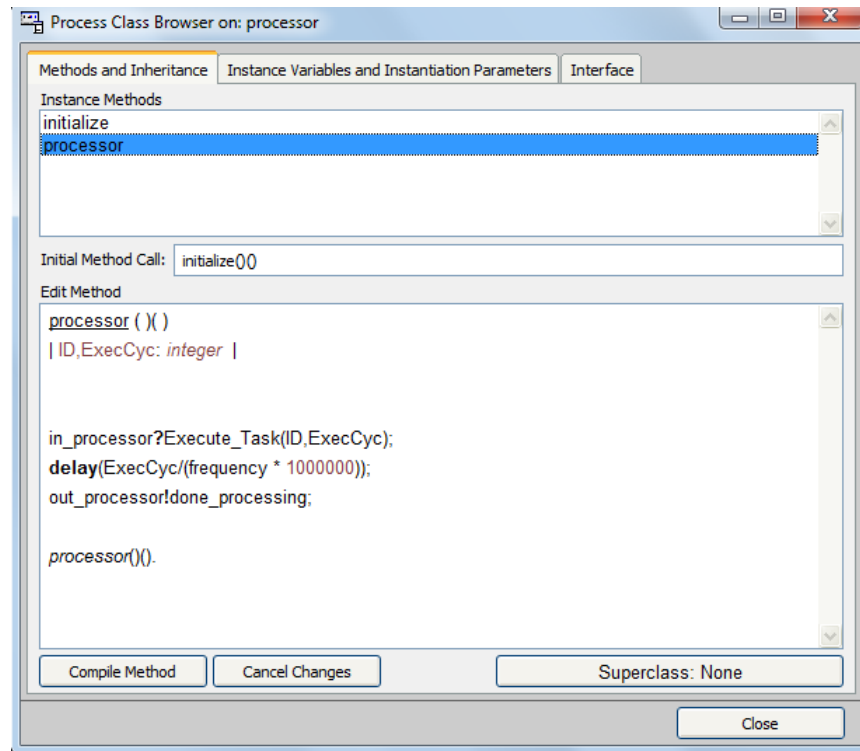 Process Class Browser on: processor
Methods and Inheritance Instance Variables and Instantiation Parameters Interface
Instance Methods
initialize
processor
Initial Method Call: initialize()()
Edit Method
processor ( )( )
| ID,ExecCyc: integer |
in_processor?Execute_Task(ID,ExecCyc);
delay(ExecCyc/(frequency * 1000000));
out_processor!done_processing;
processor()().
Compile Method Cancel Changes Superclass: None
Close